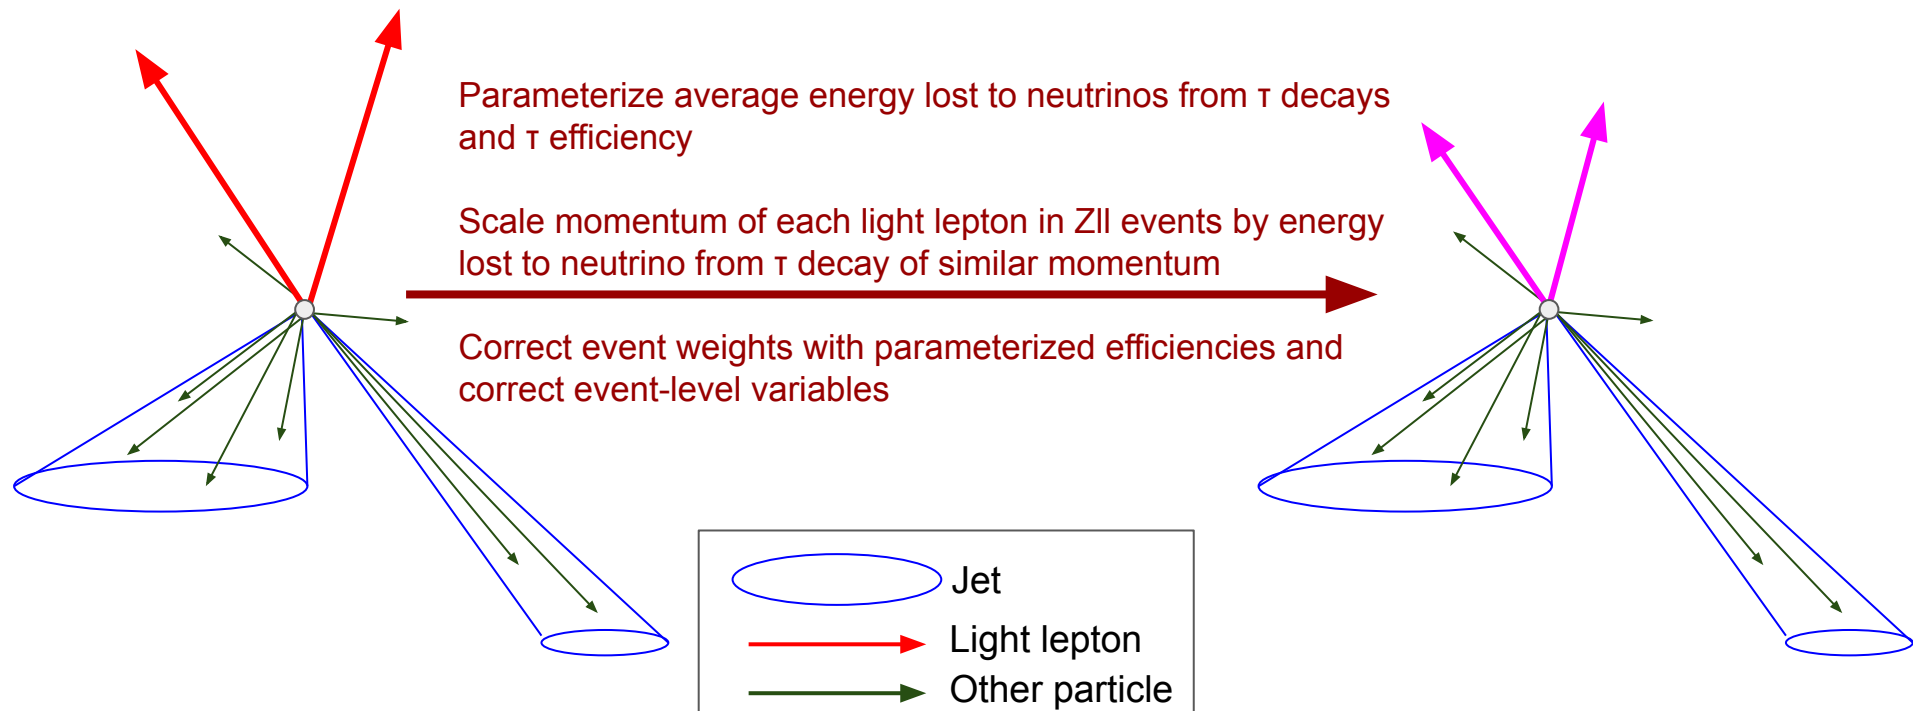 Parameterize average energy lost to neutrinos from τ decays
and τ efficiency
Scale momentum of each light lepton in Zll events by energy
lost to neutrino from τ decay of similar momentum
Correct event weights with parameterized efficiencies and
correct event-level variables
Jet
Light lepton
Other particle